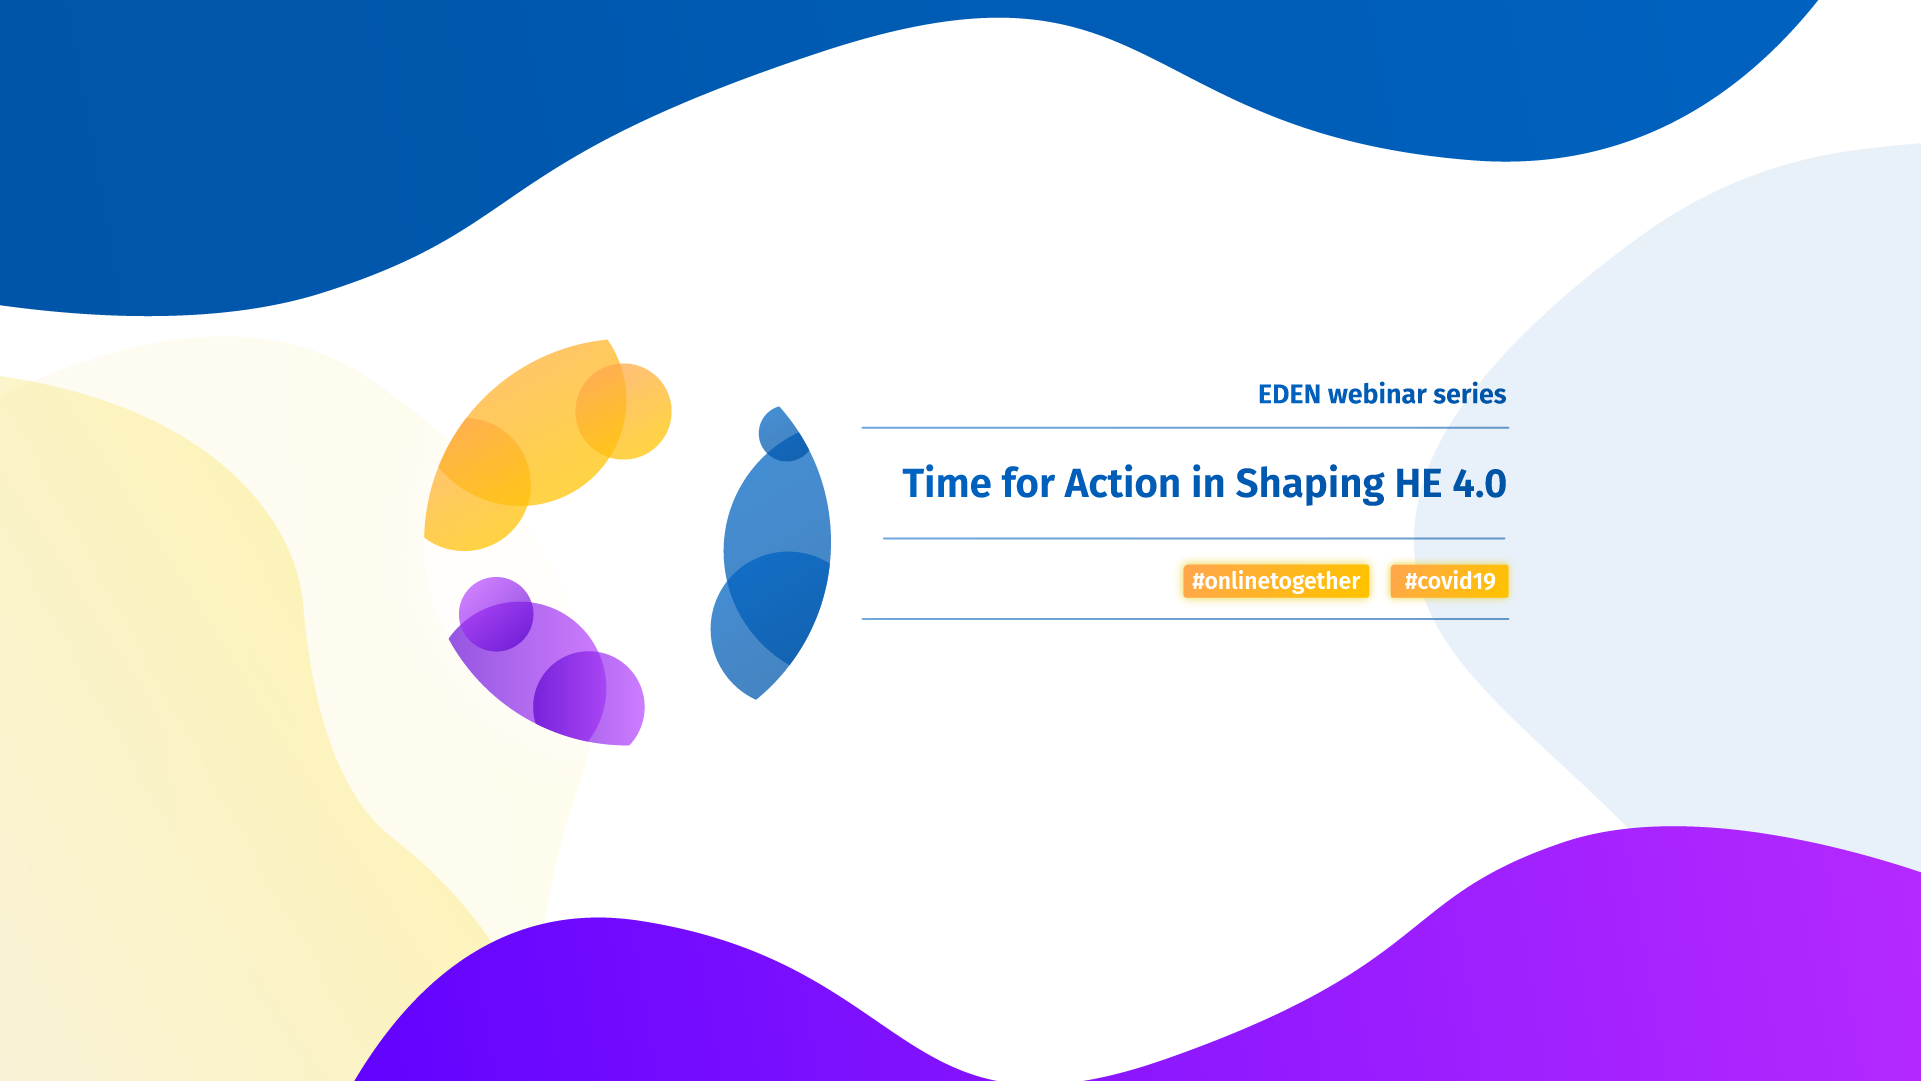 EDEN webinar series
Time for Action in Shaping HE 4.0
#onlinetogether #covid19